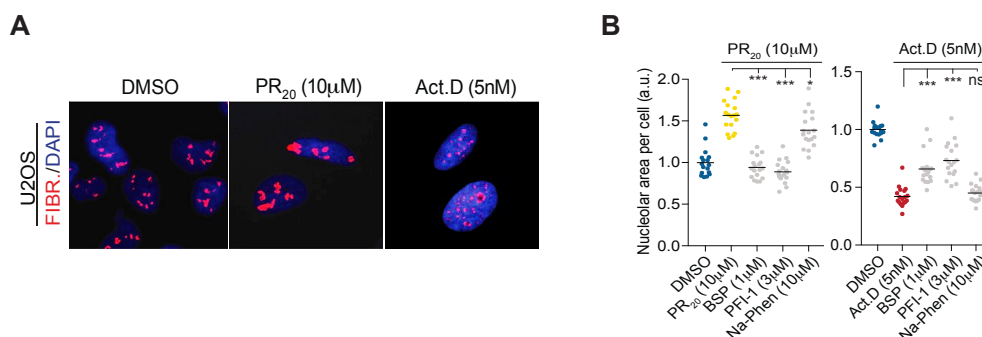 A
DMSO
PR20 (10μM)
Act.D (5nM)
U2OS
FIBR./DAPI
B
Nucleolar area per cell (a.u.)
PR20 (10μM)
*** *** *
2.0
1.5
1.0
0.5
0.0
DMSO
PR20 (10μM)
BSP (1μM)
PFI-1 (3μM)
Na-Phen (10μM)
Act.D (5nM)
*** *** ns
1.5
1.0
0.5
0.0
DMSO
Act.D (5nM)
BSP (1μM)
PFI-1 (3μM)
Na-Phen (10μM)